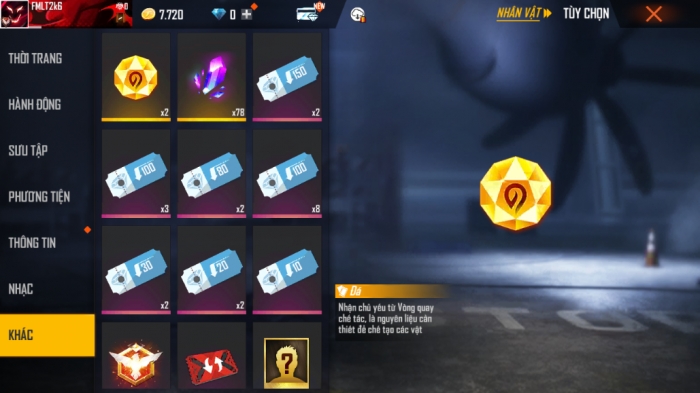 FMLT2k6
0
7.720
0
NEW
NHÂN VẬT
TÙY CHỌN
THỜI TRANG
HÀNH ĐỘNG
SƯU TẬP
PHƯƠNG TIỆN
THÔNG TIN
NHẠC
KHÁC
x2
x78
150
x2
100
x3
80
x2
100
x8
30
x2
20
x2
10
x2
?
Đá
Nhận chủ yếu từ Vòng quay
chế tác, là nguyên liệu cần
thiết để chế tạo các vật